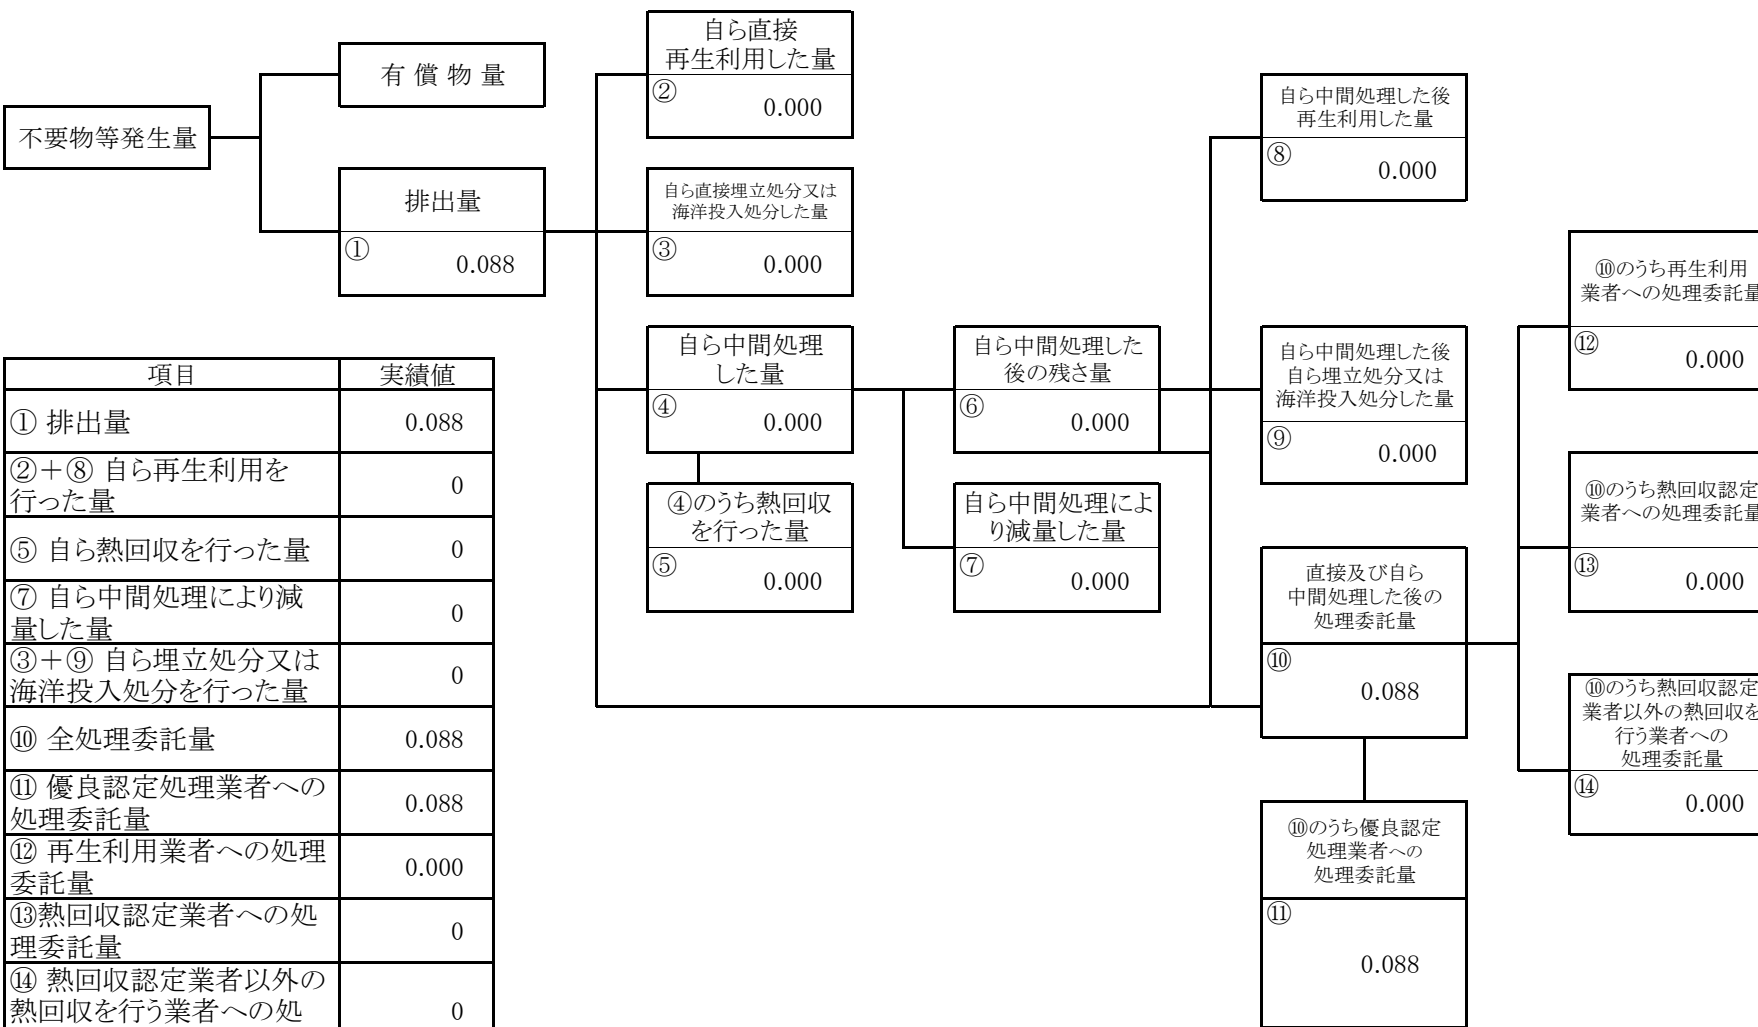 不要物等発生量
有 償 物 量
排出量
①
0.088
自ら直接
再生利用した量
②
0.000
自ら直接埋立処分又は
海洋投入処分した量
③
0.000
自ら中間処理
した量
④
0.000
④のうち熱回収
を行った量
⑤
0.000
自ら中間処理した
後の残さ量
⑥
0.000
自ら中間処理によ
り減量した量
⑦
0.000
自ら中間処理した後
再生利用した量
⑧
0.000
自ら中間処理した後
自ら埋立処分又は
海洋投入処分した量
⑨
0.000
直接及び自ら
中間処理した後の
処理委託量
⑩
0.088
⑩のうち優良認定
処理業者への
処理委託量
⑪
0.088
⑩のうち再生利用
業者への処理委託量
⑫
0.000
⑩のうち熱回収認定
業者への処理委託量
⑬
0.000
⑩のうち熱回収認定
業者以外の熱回収を
行う業者への
処理委託量
⑭
0.000
項目 実績値
① 排出量 0.088
②＋⑧ 自ら再生利用を
行った量 0
⑤ 自ら熱回収を行った量 0
⑦ 自ら中間処理により減
量した量 0
③＋⑨ 自ら埋立処分又は
海洋投入処分を行った量 0
⑩ 全処理委託量 0.088
⑪ 優良認定処理業者への
処理委託量 0.088
⑫ 再生利用業者への処理
委託量 0.000
⑬熱回収認定業者への処
理委託量 0
⑭ 熱回収認定業者以外の
熱回収を行う業者への処 0